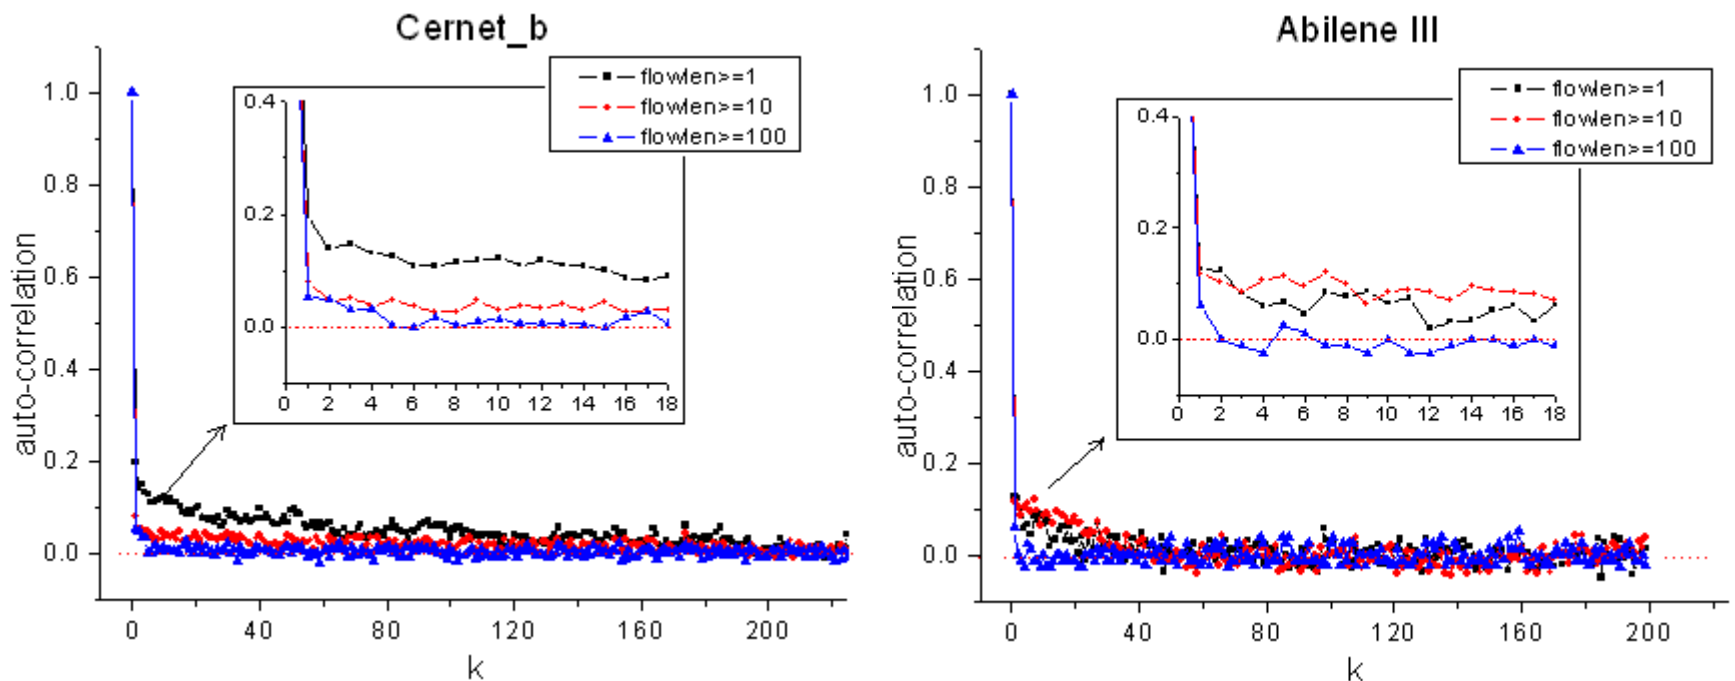 Cernet_b
flowlen>=1
flowlen>=10
flowlen>=100
1.0
0.8
0.6
0.4
0.2
0.0
auto-correlation
0.4
0.2
0.0
0 2 4 6 8 10 12 14 16 18
0 40 80 120 160 200
k
Abilene III
flowlen>=1
flowlen>=10
flowlen>=100
1.0
0.8
0.6
0.4
0.2
0.0
auto-correlation
0.4
0.2
0.0
0 2 4 6 8 10 12 14 16 18
0 40 80 120 160 200
k